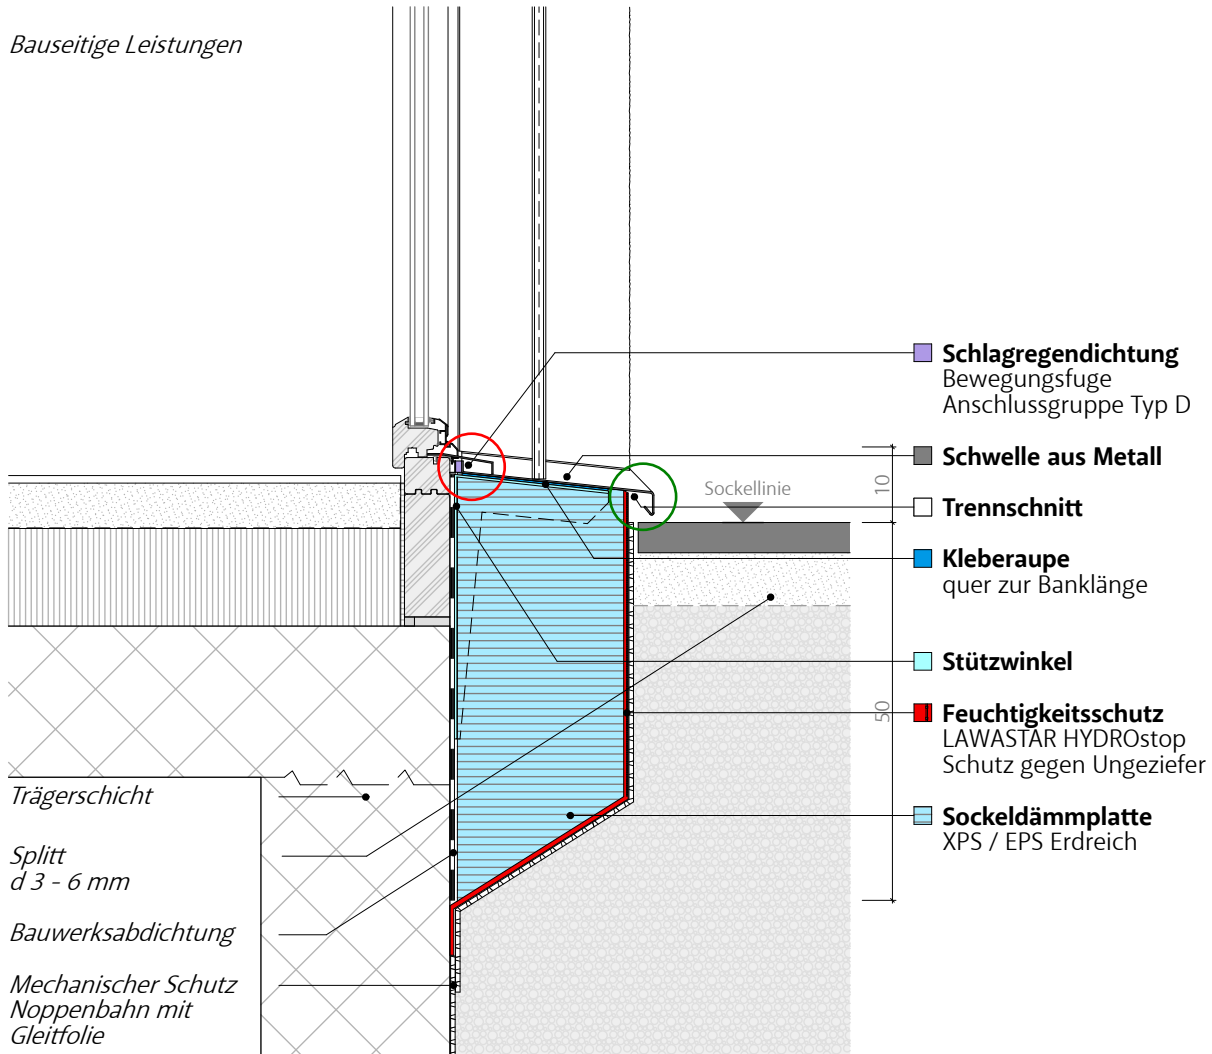 Bauseitige Leistungen
Schlagregendichtung
Bewegungsfuge
Anschlussgruppe Typ D
Schwelle aus Metall
10
Sockellinie
Trennschnitt
Kleberaupe
quer zur Banklänge
Stützwinkel
50
Feuchtigkeitsschutz
LAWASTAR HYDROstop
Schutz gegen Ungeziefer
Sockeldämmplatte
XPS / EPS Erdreich
Trägerschicht
Splitt
d 3 - 6 mm
Bauwerksabdichtung
Mechanischer Schutz
Noppenbahn mit
Gleitfolie